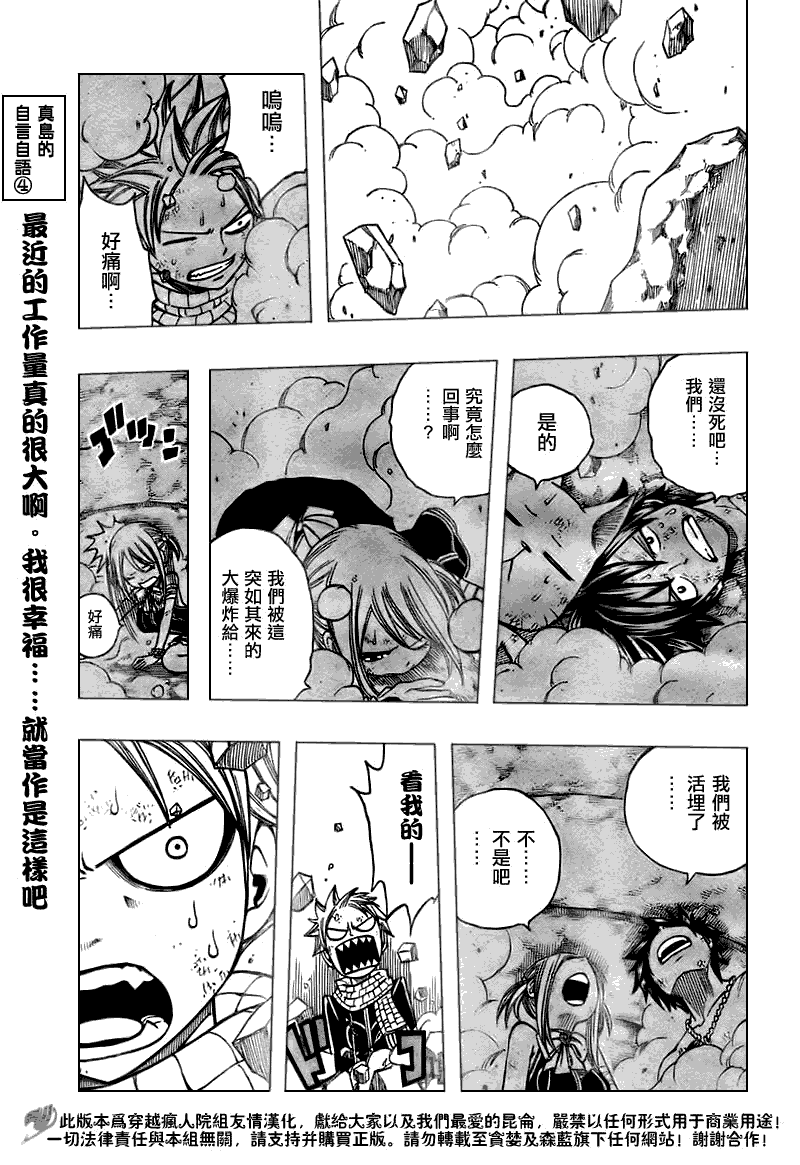 真島的
自言自語④
最近的工作量真的很大啊。我很幸福……就當作是這樣吧
嗚嗚…
好痛啊…
還沒死吧…
我們……
是的
究竟怎麼
回事啊
……?
我們被這
突如其來的
大爆炸給……
ゴゴゴ
好痛
我們被
活埋了
……
不……
不是吧
……
看我的——
ドン
此版本爲穿越瘋人院組友情漢化，獻給大家以及我們最愛的昆侖，嚴禁以任何形式用于商業用途！
一切法律責任與本組無關，請支持并購買正版。請勿轉載至貪婪及森藍旗下任何網站！謝謝合作！